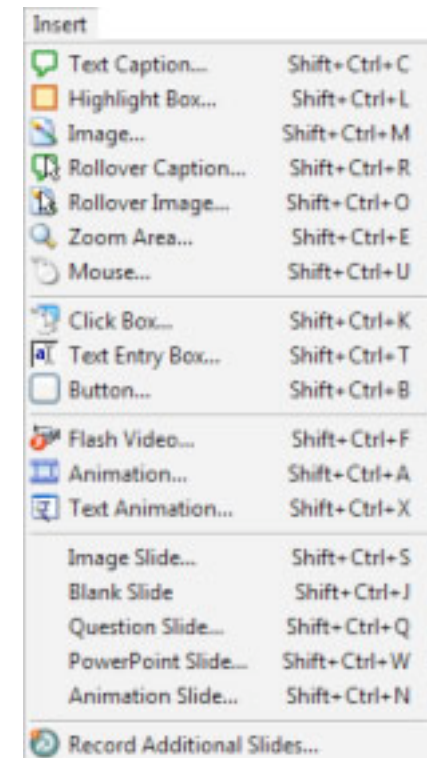 Insert
Text Caption... Shift+Ctrl+C
Highlight Box... Shift+Ctrl+L
Image... Shift+Ctrl+M
Rollover Caption... Shift+Ctrl+R
Rollover Image... Shift+Ctrl+O
Zoom Area... Shift+Ctrl+E
Mouse... Shift+Ctrl+U
Click Box... Shift+Ctrl+K
Text Entry Box... Shift+Ctrl+T
Button... Shift+Ctrl+B
Flash Video... Shift+Ctrl+F
Animation... Shift+Ctrl+A
Text Animation... Shift+Ctrl+X
Image Slide... Shift+Ctrl+S
Blank Slide Shift+Ctrl+J
Question Slide... Shift+Ctrl+Q
PowerPoint Slide... Shift+Ctrl+W
Animation Slide... Shift+Ctrl+N
Record Additional Slides...